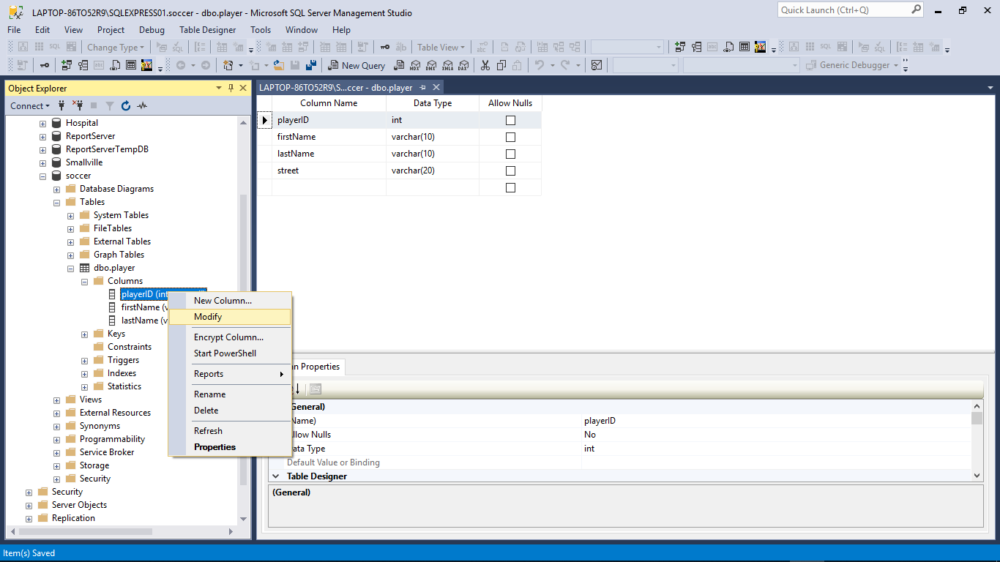 LAPTOP-86TO52R9\SQLEXPRESS01.soccer - dbo.player - Microsoft SQL Server Management Studio
Quick Launch (Ctrl+Q)
File Edit View Project Debug Table Designer Tools Window Help
SQL Change Type Table View SQL
New Query MDX DMX XMLA DAX Generic Debugger
Object Explorer
Connect
Hospital
ReportServer
ReportServerTempDB
Smallville
soccer
Database Diagrams
Tables
System Tables
FileTables
External Tables
Graph Tables
dbo.player
Columns
playerID (int
firstName (v
lastName (v
Keys
Constraints
Triggers
Indexes
Statistics
Views
External Resources
Synonyms
Programmability
Service Broker
Storage
Security
Security
Server Objects
Replication
New Column...
Modify
Encrypt Column...
Start PowerShell
Reports
Rename
Delete
Refresh
Properties
LAPTOP-86TO52R9\S...ccer - dbo.player
Column Name Data Type Allow Nulls
playerID int
firstName varchar(10)
lastName varchar(10)
street varchar(20)
n Properties
General)
Name) playerID
llow Nulls No
ata Type int
Default Value or Binding
Table Designer
(General)
Item(s) Saved